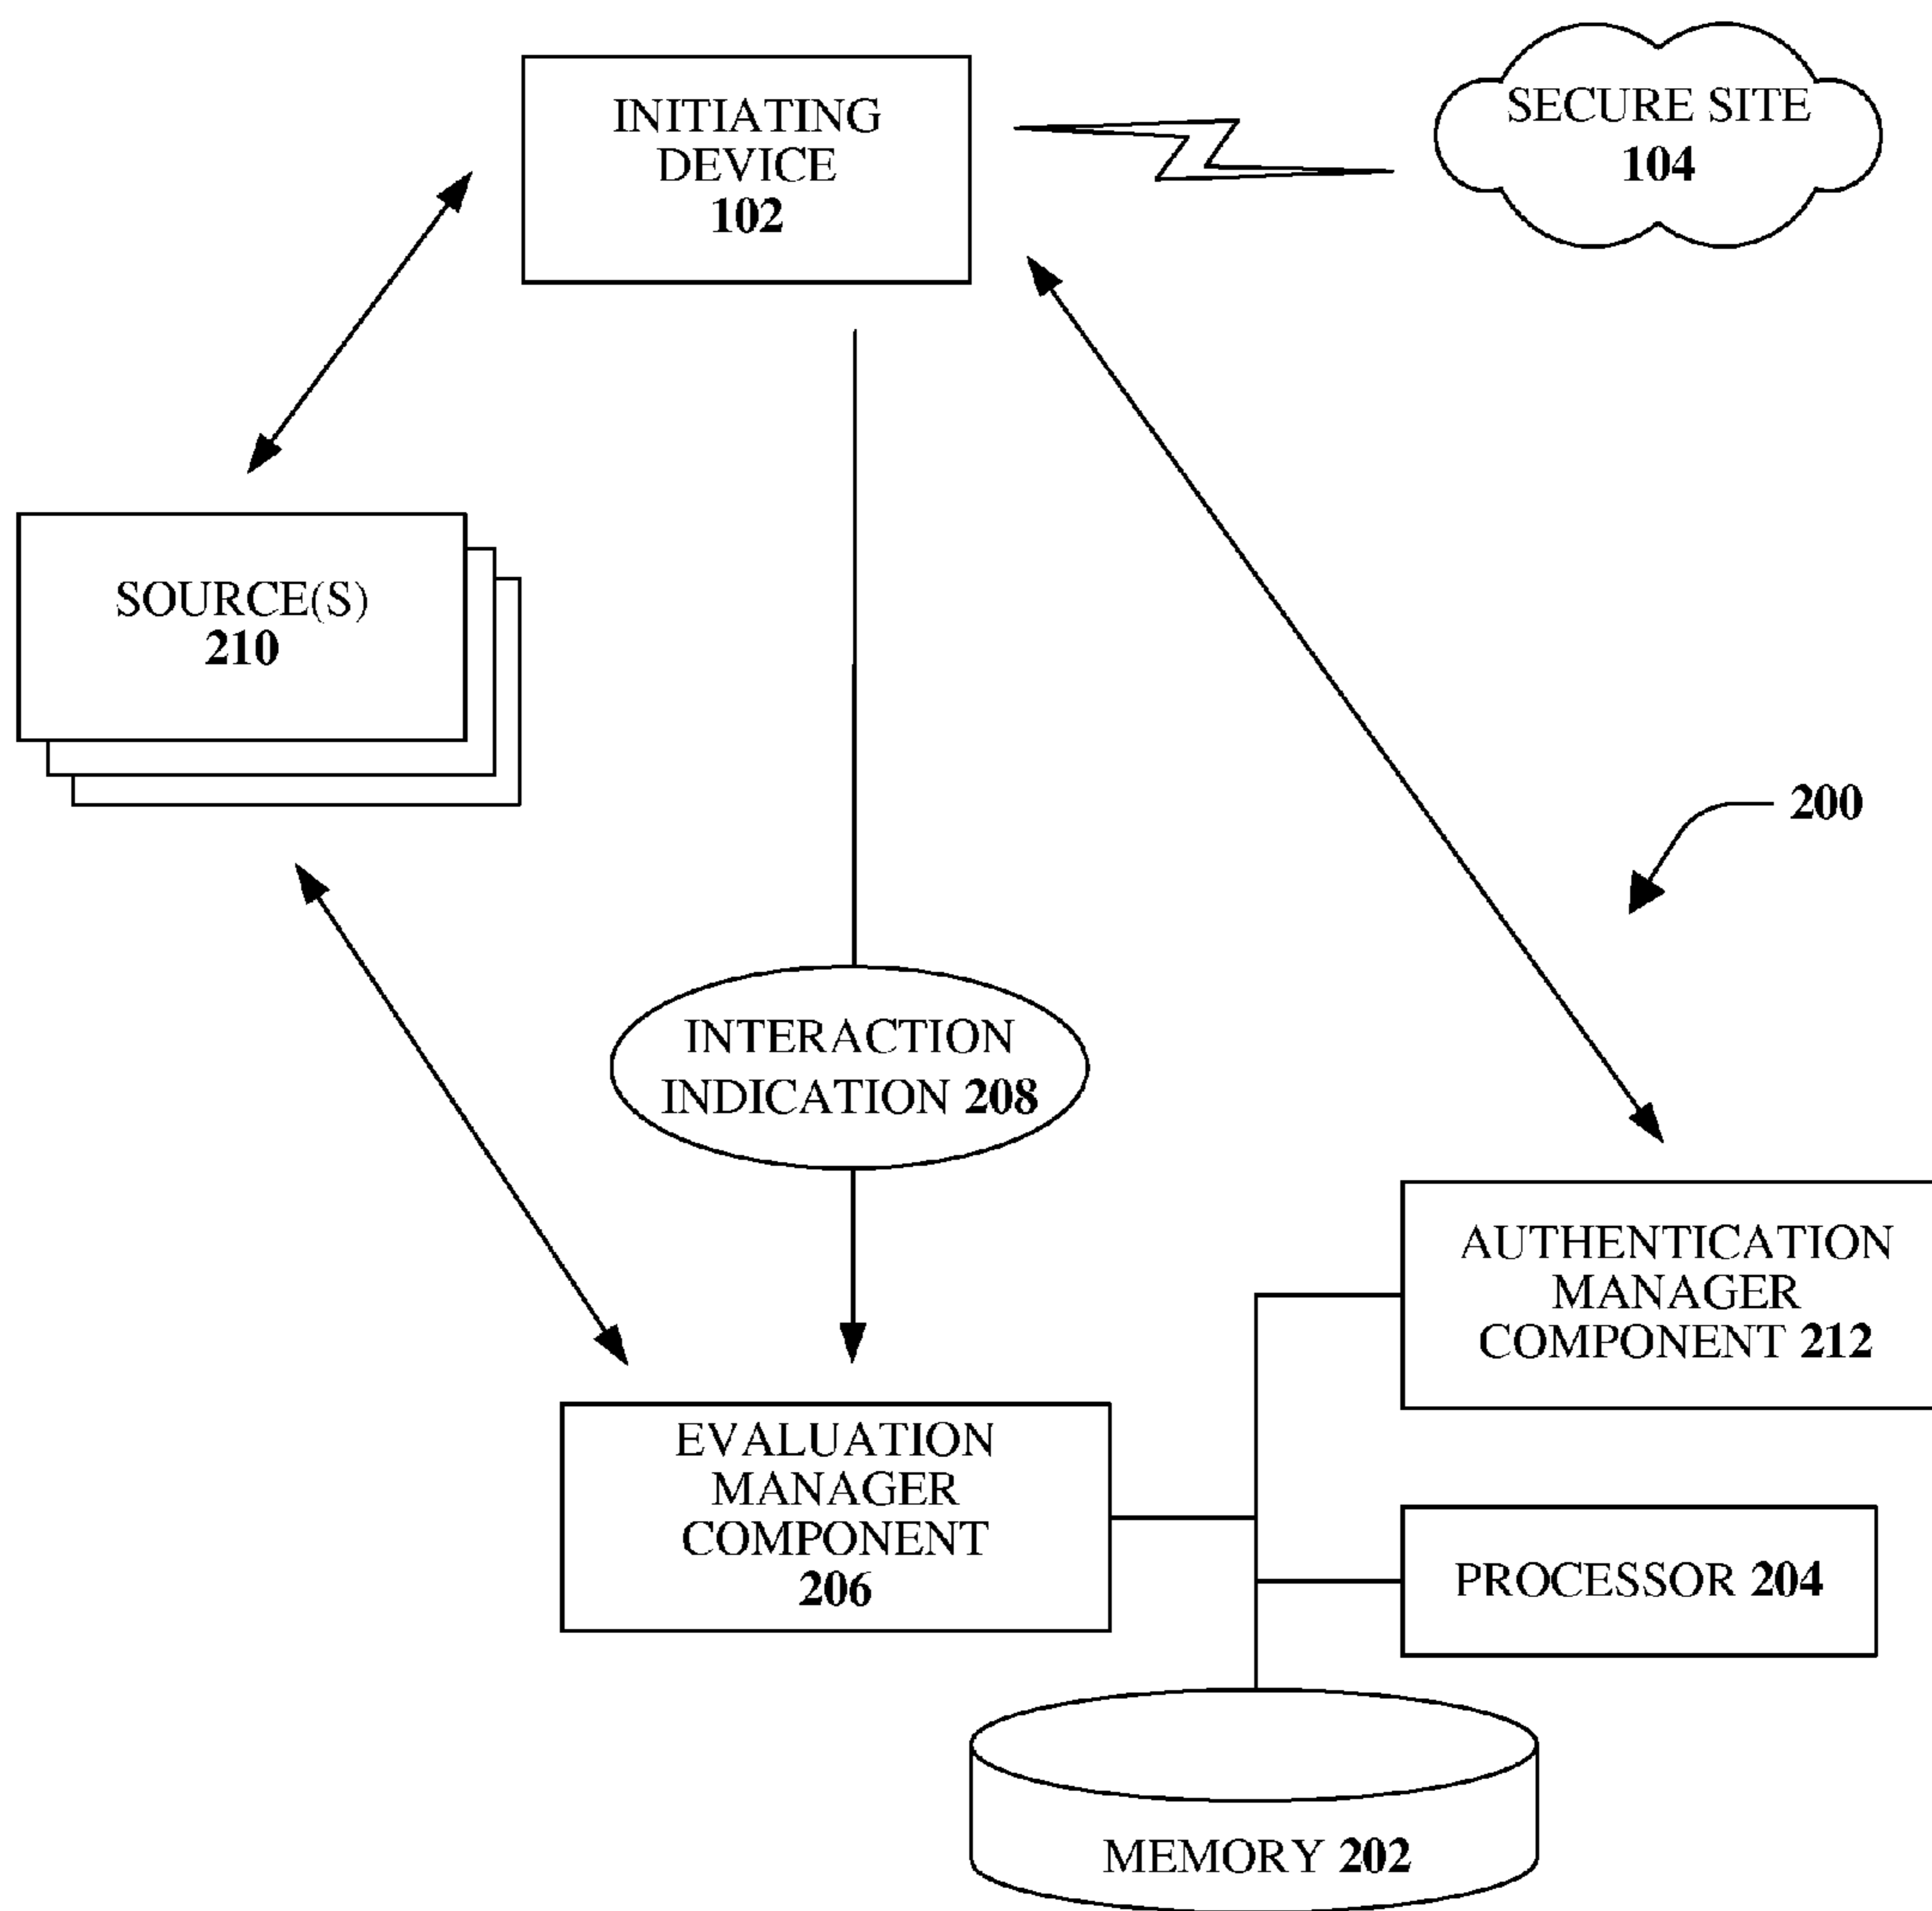 INITIATING
DEVICE
102
SECURE SITE
104
SOURCE(S)
210
200
INTERACTION
INDICATION 208
AUTHENTICATION
MANAGER
COMPONENT 212
EVALUATION
MANAGER
COMPONENT
206
PROCESSOR 204
MEMORY 202